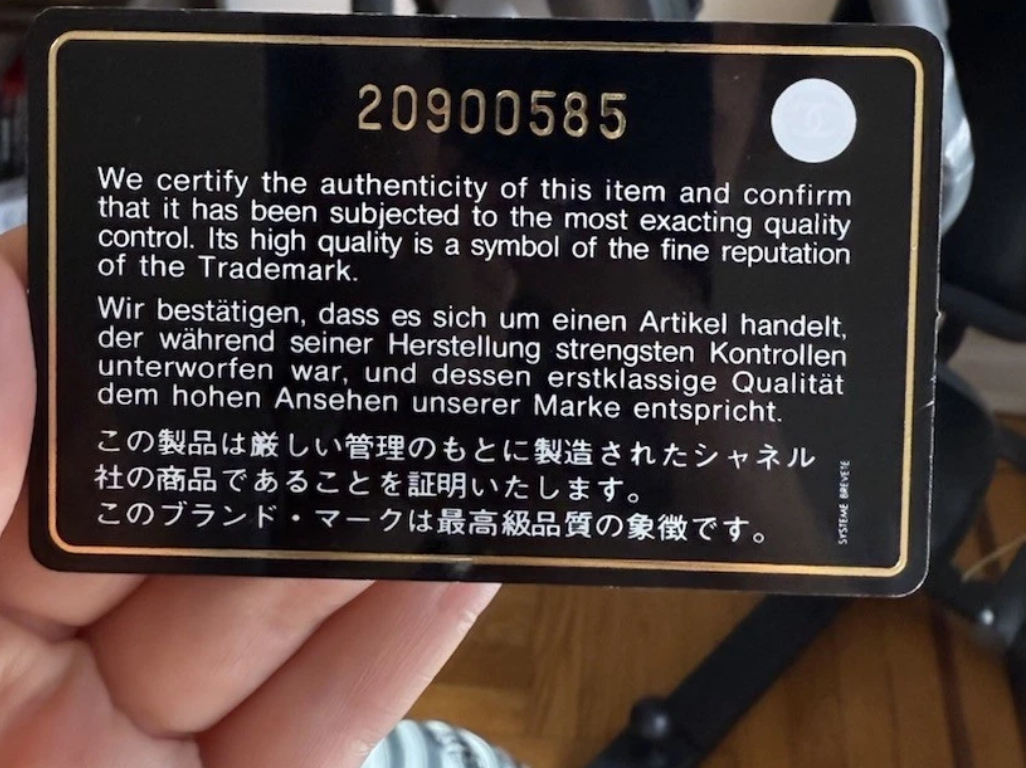 20900585
We certify the authenticity of this item and confirm
that it has been subjected to the most exacting quality
control. Its high quality is a symbol of the fine reputation
of the Trademark.
Wir bestätigen, dass es sich um einen Artikel handelt,
der während seiner Herstellung strengsten Kontrollen
unterworfen war, und dessen erstklassige Qualität
dem hohen Ansehen unserer Marke entspricht.
この製品は厳しい管理のもとに製造されたシャネル
社の商品であることを証明いたします。
このブランド・マークは最高級品質の象徴です。
SYSTEME BREVETE